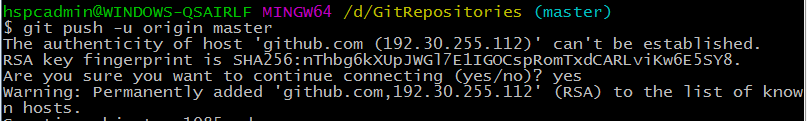 hspcadmin@WINDOWS-QSAIRLF MINGW64 /d/GitRepositories (master)
$ git push -u origin master
The authenticity of host 'github.com (192.30.255.112)' can't be established.
RSA key fingerprint is SHA256:nThbg6kXUpJWGl7E1IGOCspRomTxdCARLviKw6E5SY8.
Are you sure you want to continue connecting (yes/no)? yes
Warning: Permanently added 'github.com,192.30.255.112' (RSA) to the list of know
n hosts.